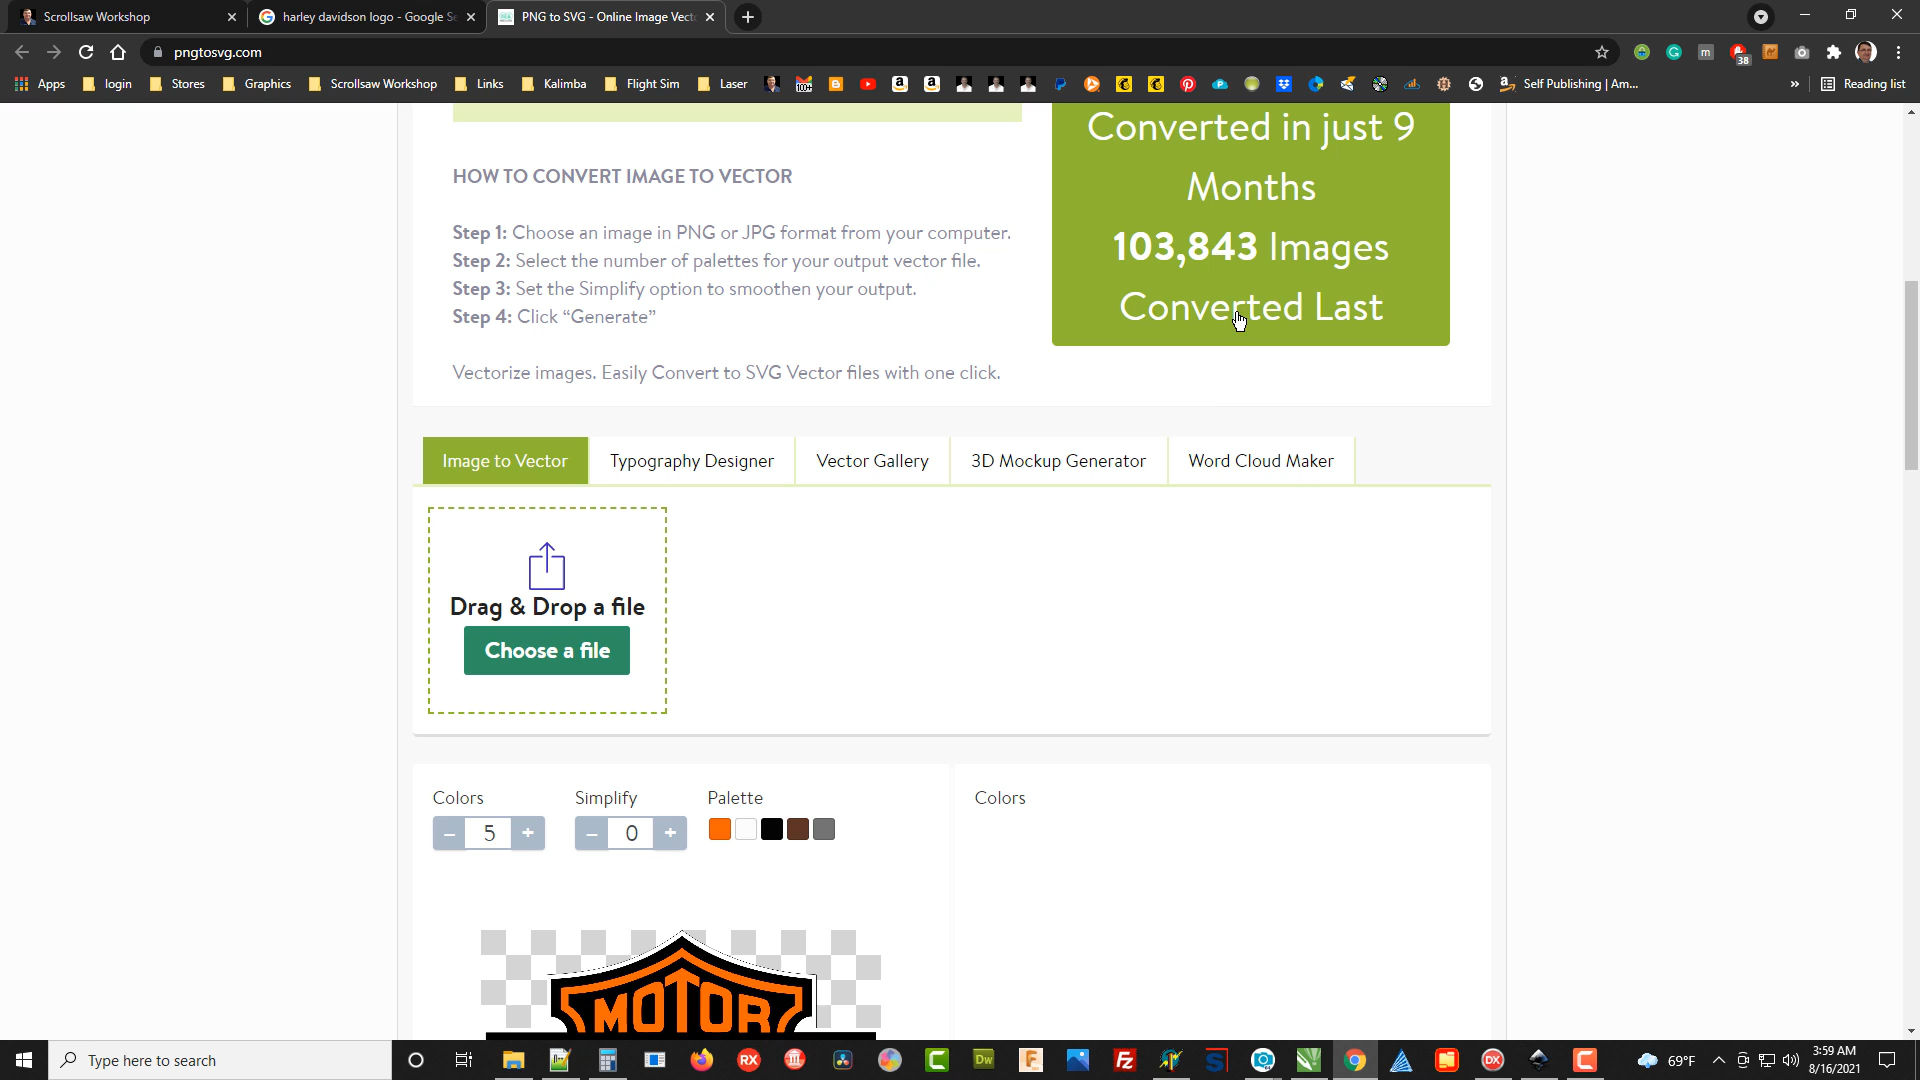 Scrollsaw Workshop
harley davidson logo - Google Se
PNG to SVG - Online Image Vect
pngtosvg.com
38
Apps
login
Stores
Graphics
Scrollsaw Workshop
Links
Kalimba
Flight Sim
Laser
100+
Self Publishing | Am...
»
Reading list
Converted in just 9
Months
103,843 Images
Converted Last
HOW TO CONVERT IMAGE TO VECTOR
Step 1: Choose an image in PNG or JPG format from your computer.
Step 2: Select the number of palettes for your output vector file.
Step 3: Set the Simplify option to smoothen your output.
Step 4: Click “Generate”
Vectorize images. Easily Convert to SVG Vector files with one click.
Image to Vector
Typography Designer
Vector Gallery
3D Mockup Generator
Word Cloud Maker
Drag & Drop a file
Choose a file
Colors
Simplify
Palette
Colors
– 5 +
– 0 +
MOTOR
Type here to search
RX
Dw
DX
69°F
3:59 AM
8/16/2021